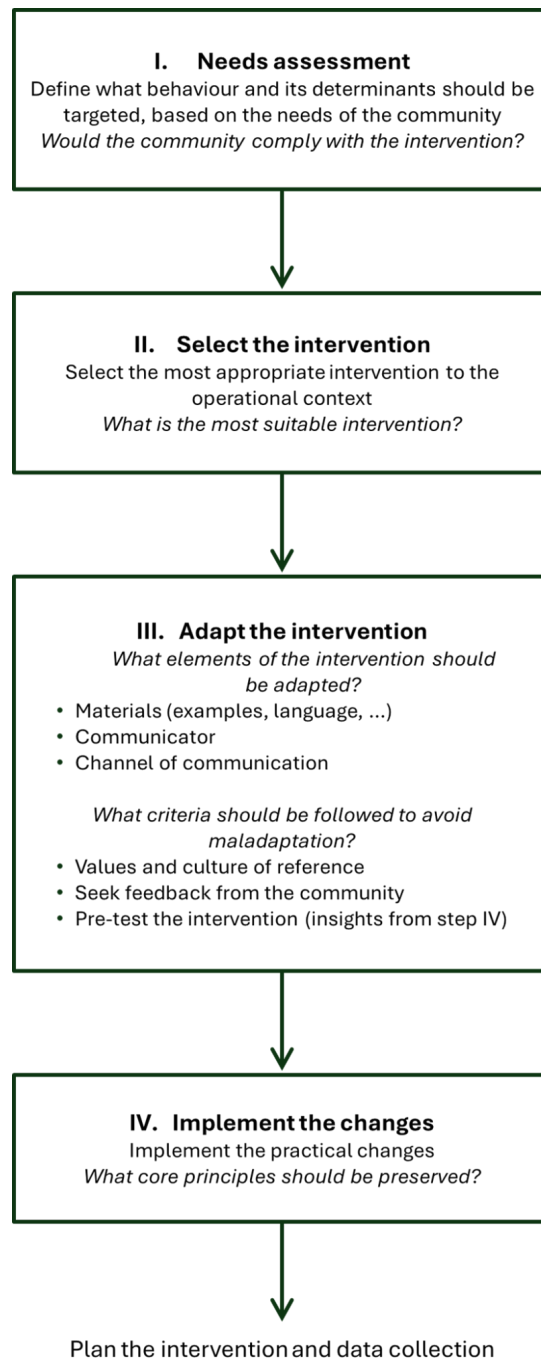 I. Needs assessment
Define what behaviour and its determinants should be
targeted, based on the needs of the community
Would the community comply with the intervention?
II. Select the intervention
Select the most appropriate intervention to the
operational context
What is the most suitable intervention?
III. Adapt the intervention
What elements of the intervention should
be adapted?
• Materials (examples, language, ...)
• Communicator
• Channel of communication
What criteria should be followed to avoid
maladaptation?
• Values and culture of reference
• Seek feedback from the community
• Pre-test the intervention (insights from step IV)
IV. Implement the changes
Implement the practical changes
What core principles should be preserved?
Plan the intervention and data collection